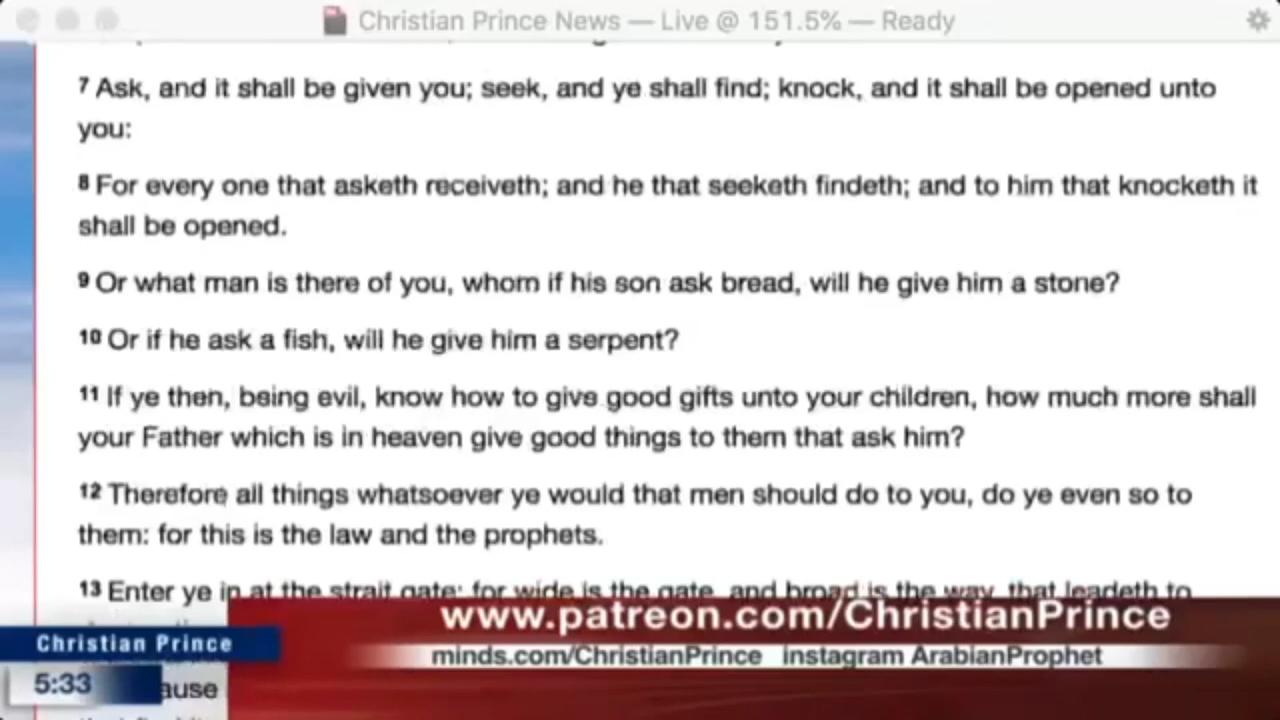 Christian Prince News — Live @ 151.5% — Ready
7 Ask, and it shall be given you; seek, and ye shall find; knock, and it shall be opened unto
you:
8 For every one that asketh receiveth; and he that seeketh findeth; and to him that knocketh it
shall be opened.
9 Or what man is there of you, whom if his son ask bread, will he give him a stone?
10 Or if he ask a fish, will he give him a serpent?
11 If ye then, being evil, know how to give good gifts unto your children, how much more shall
your Father which is in heaven give good things to them that ask him?
12 Therefore all things whatsoever ye would that men should do to you, do ye even so to
them: for this is the law and the prophets.
13 Enter ye in at the strait gate: for wide is the gate, and broad is the way, that leadeth to
www.patreon.com/ChristianPrince
Christian Prince
minds.com/ChristianPrince instagram ArabianProphet
5:33
ause